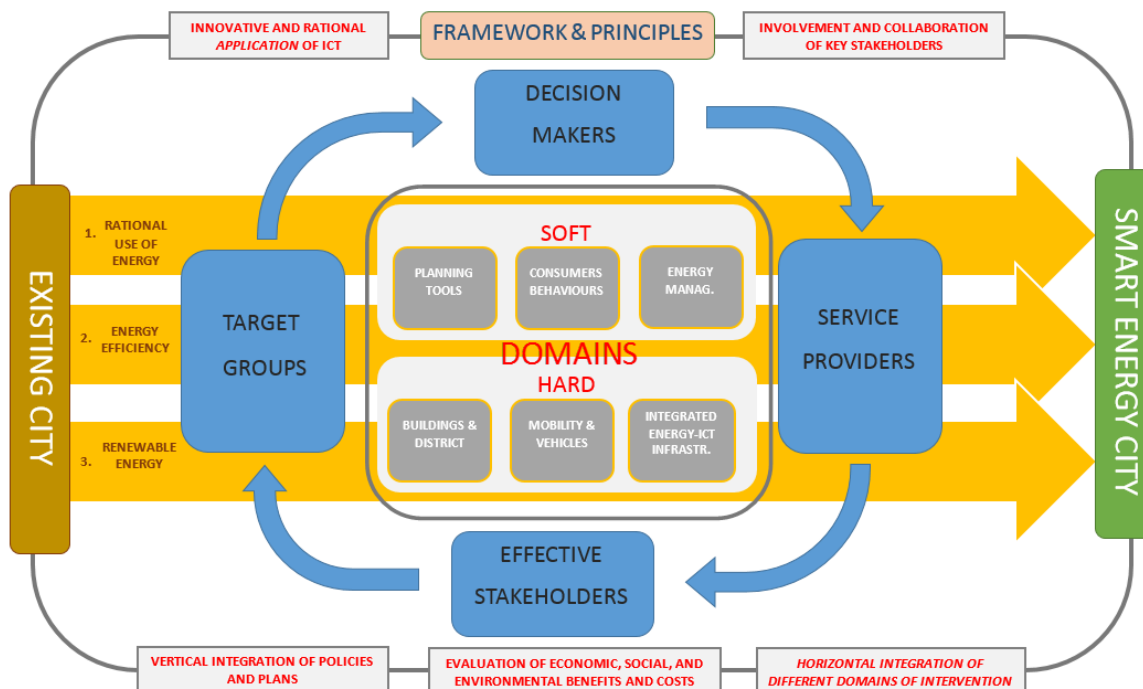 INNOVATIVE AND RATIONAL
APPLICATION OF ICT
FRAMEWORK & PRINCIPLES
INVOLVEMENT AND COLLABORATION
OF KEY STAKEHOLDERS
DECISION
MAKERS
EXISTING CITY
1. RATIONAL
USE OF
ENERGY
2. ENERGY
EFFICIENCY
3. RENEWABLE
ENERGY
TARGET
GROUPS
SOFT
PLANNING
TOOLS
CONSUMERS
BEHAVIOURS
ENERGY
MANAG.
DOMAINS
HARD
BUILDINGS &
DISTRICT
MOBILITY &
VEHICLES
INTEGRATED
ENERGY-ICT
INFRASTR.
SERVICE
PROVIDERS
SMART ENERGY CITY
EFFECTIVE
STAKEHOLDERS
VERTICAL INTEGRATION OF POLICIES
AND PLANS
EVALUATION OF ECONOMIC, SOCIAL, AND
ENVIRONMENTAL BENEFITS AND COSTS
HORIZONTAL INTEGRATION OF
DIFFERENT DOMAINS OF INTERVENTION